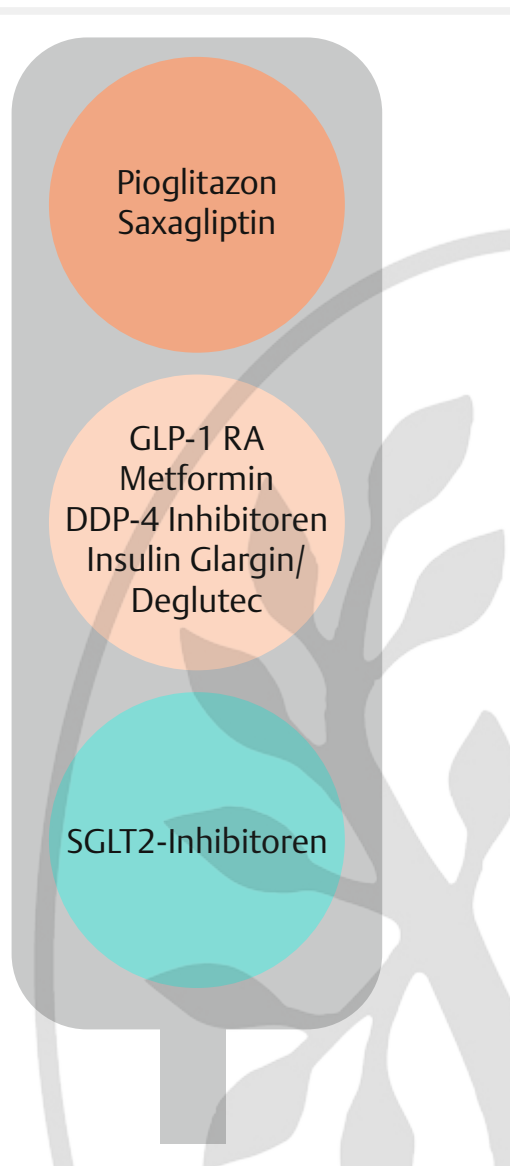 Pioglitazon
Saxagliptin
GLP-1 RA
Metformin
DDP-4 Inhibitoren
Insulin Glargin/
Deglutec
SGLT2-Inhibitoren